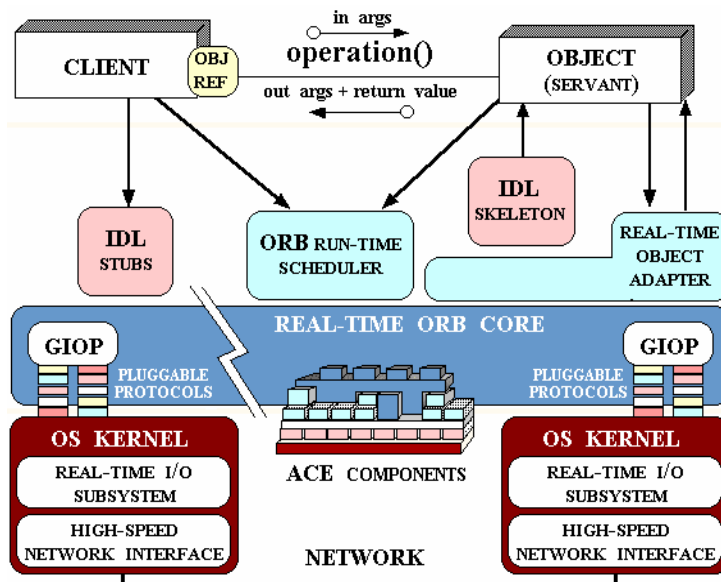 in args
CLIENT
OBJ
REF
operation()
OBJECT
(SERVANT)
out args + return value
IDL
STUBS
ORB RUN-TIME
SCHEDULER
IDL
SKELETON
REAL-TIME
OBJECT
ADAPTER
REAL-TIME ORB CORE
GIOP
GIOP
PLUGGABLE
PROTOCOLS
PLUGGABLE
PROTOCOLS
OS KERNEL
OS KERNEL
REAL-TIME I/O
SUBSYSTEM
ACE COMPONENTS
REAL-TIME I/O
SUBSYSTEM
HIGH-SPEED
NETWORK INTERFACE
NETWORK
HIGH-SPEED
NETWORK INTERFACE